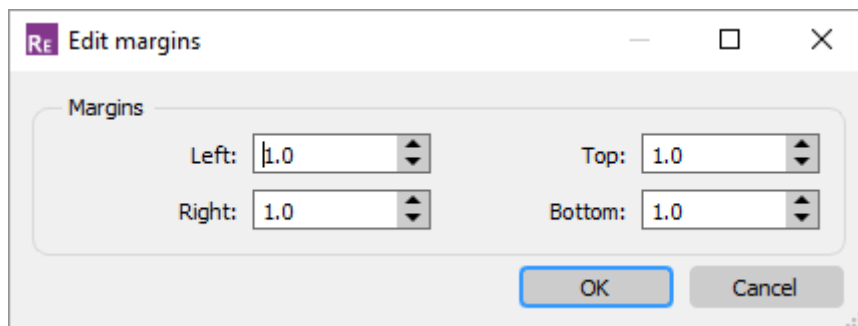 RE Edit margins
Margins
Left: 1.0 Top: 1.0
Right: 1.0 Bottom: 1.0
OK Cancel